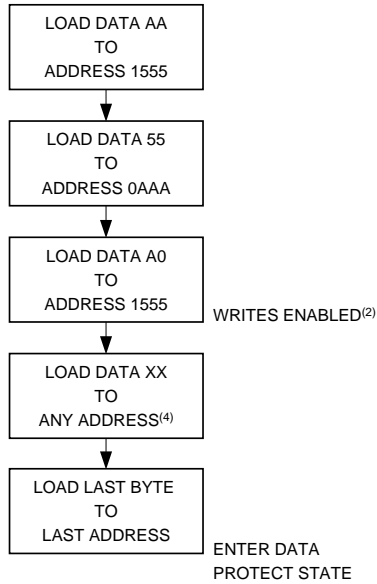 LOAD DATA AA
TO
ADDRESS 1555
LOAD DATA 55
TO
ADDRESS 0AAA
LOAD DATA A0
TO
ADDRESS 1555
WRITES ENABLED(2)
LOAD DATA XX
TO
ANY ADDRESS(4)
LOAD LAST BYTE
TO
LAST ADDRESS
ENTER DATA
PROTECT STATE